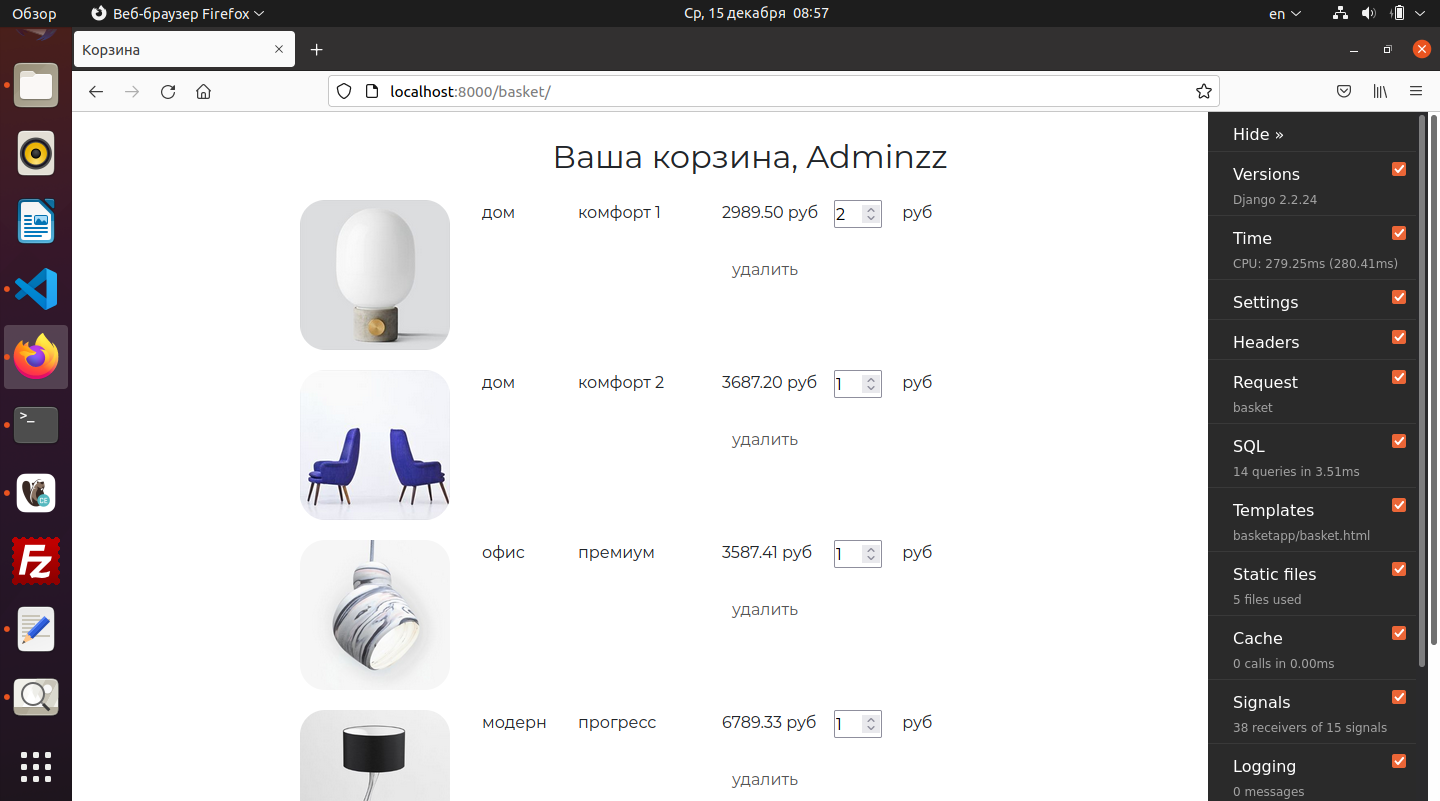 Обзор Веб-браузер Firefox Ср, 15 декабря 08:57 en
Корзина
localhost:8000/basket/
Ваша корзина, Adminzz
дом комфорт 1 2989.50 руб 2 руб
удалить
дом комфорт 2 3687.20 руб 1 руб
удалить
офис премиум 3587.41 руб 1 руб
удалить
модерн прогресс 6789.33 руб 1 руб
удалить
Hide »
Versions
Django 2.2.24
Time
CPU: 279.25ms (280.41ms)
Settings
Headers
Request
basket
SQL
14 queries in 3.51ms
Templates
basketapp/basket.html
Static files
5 files used
Cache
0 calls in 0.00ms
Signals
38 receivers of 15 signals
Logging
0 messages
>_
CE
Fz